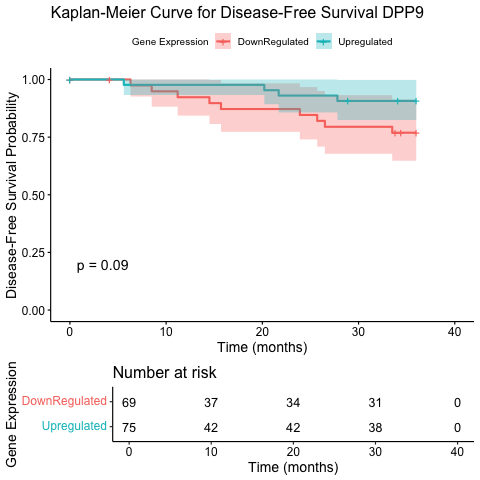 Kaplan-Meier Curve for Disease-Free Survival DPP9
Gene Expression DownRegulated Upregulated
Disease-Free Survival Probability
1.00
0.75
0.50
0.25
0.00
p = 0.09
0 10 20 30 40
Time (months)
Number at risk
Gene Expression
DownRegulated 69 37 34 31 0
Upregulated 75 42 42 38 0
0 10 20 30 40
Time (months)